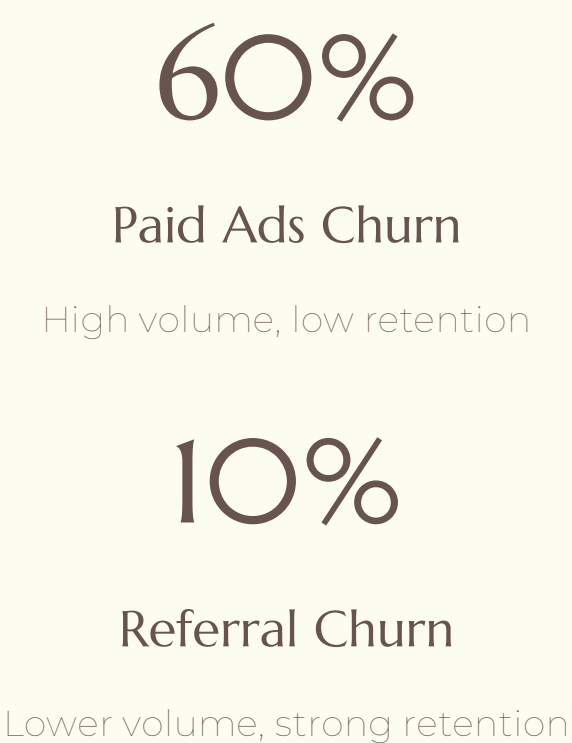 60%
Paid Ads Churn
High volume, low retention
10%
Referral Churn
Lower volume, strong retention